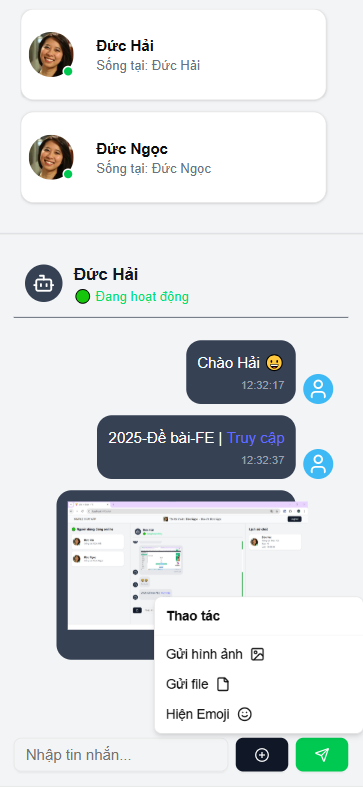 Đức Hải
Sống tại: Đức Hải
Đức Ngọc
Sống tại: Đức Ngọc
Đức Hải
Đang hoạt động
Chào Hải 😀
12:32:17
2025-Đề bài-FE | Truy cập
12:32:37
Thao tác
Gửi hình ảnh
Gửi file
Hiện Emoji
Nhập tin nhắn...